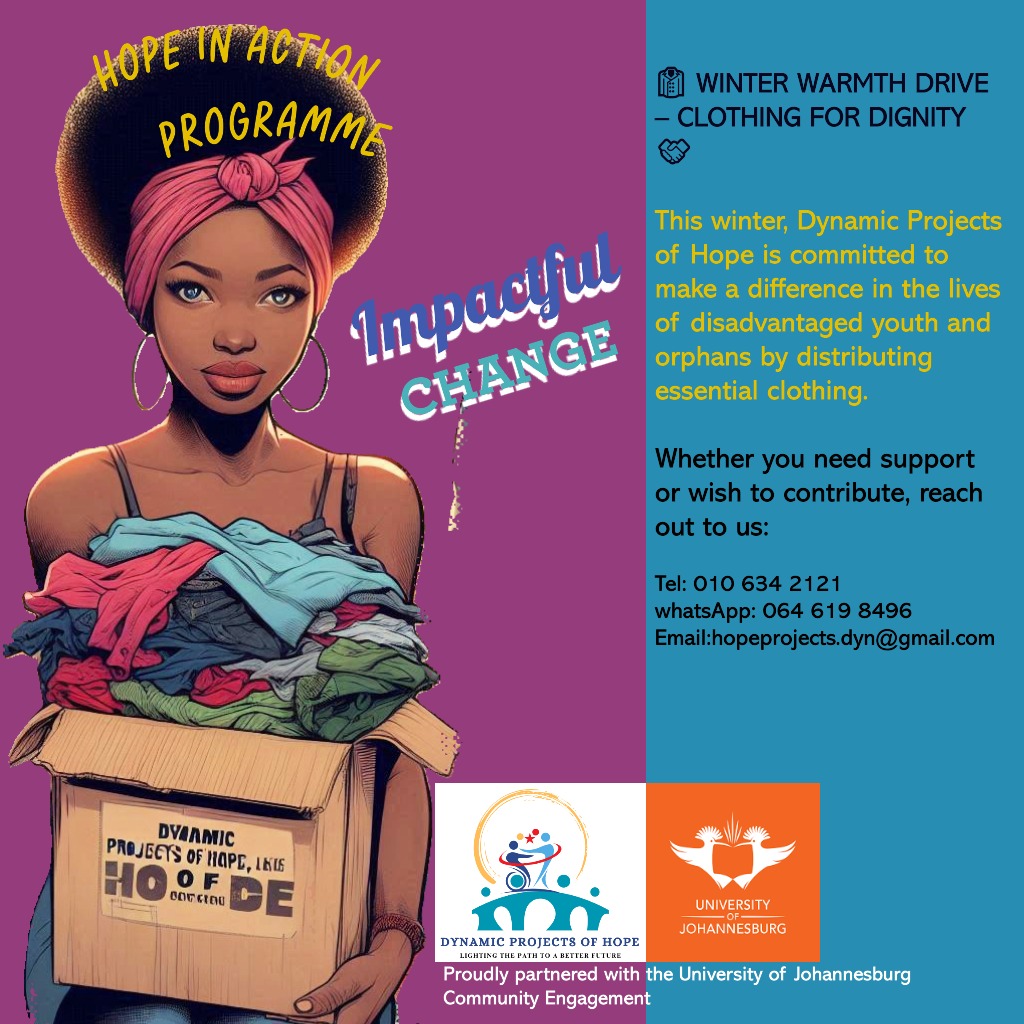 HOPE IN ACTION
PROGRAMME
Impactful
CHANGE
WINTER WARMTH DRIVE
– CLOTHING FOR DIGNITY
This winter, Dynamic Projects
of Hope is committed to
make a difference in the lives
of disadvantaged youth and
orphans by distributing
essential clothing.
Whether you need support
or wish to contribute, reach
out to us:
Tel: 010 634 2121
whatsApp: 064 619 8496
Email:hopeprojects.dyn@gmail.com
DYNAMIC
PROJECTS OF HOPE,
HO OF DE
DYNAMIC PROJECTS OF HOPE
LIGHTING THE PATH TO A BETTER FUTURE
UNIVERSITY
OF
JOHANNESBURG
Proudly partnered with the University of Johannesburg
Community Engagement